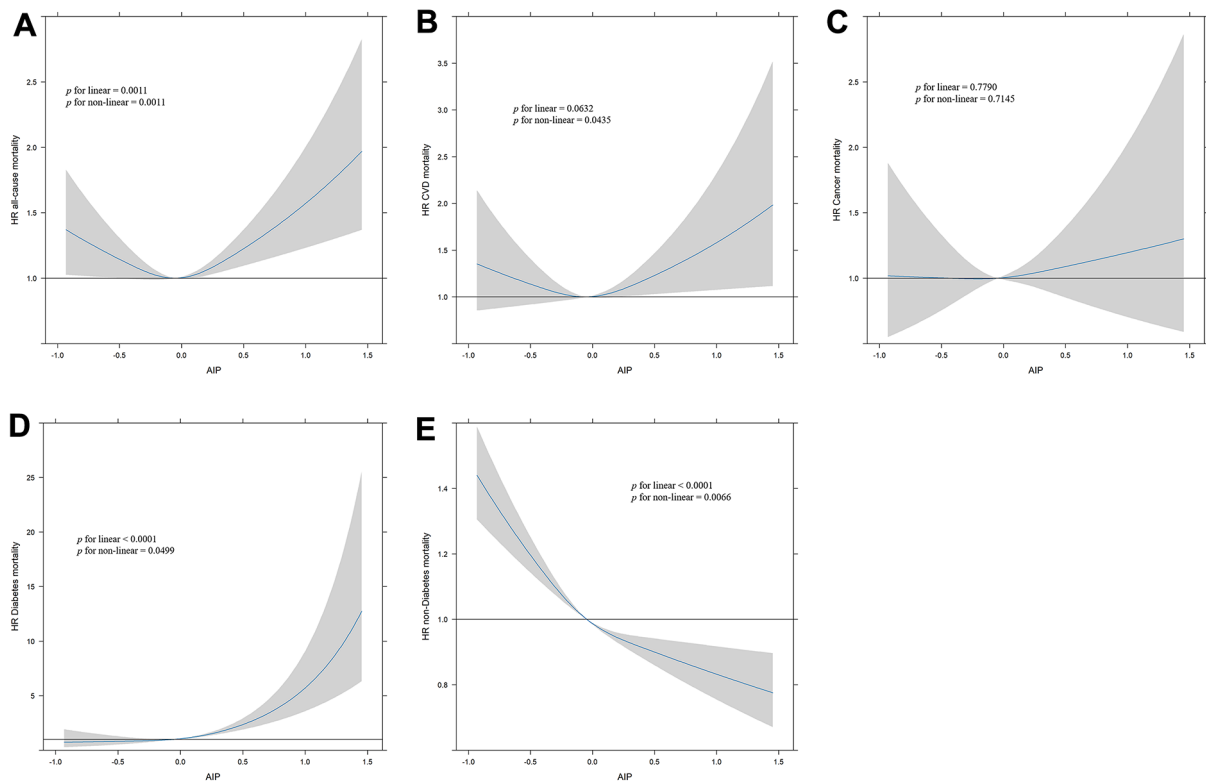 A
HR all-cause mortality
2.5
2.0
1.5
1.0
p for linear = 0.0011
p for non-linear = 0.0011
-1.0 -0.5 0.0 0.5 1.0 1.5
AIP
B
HR CVD mortality
3.5
3.0
2.5
2.0
1.5
1.0
0.5
p for linear = 0.0632
p for non-linear = 0.0435
-1.0 -0.5 0.0 0.5 1.0 1.5
AIP
C
HR Cancer mortality
2.5
2.0
1.5
1.0
p for linear = 0.7790
p for non-linear = 0.7145
-1.0 -0.5 0.0 0.5 1.0 1.5
AIP
D
HR Diabetes mortality
25
20
15
10
5
p for linear < 0.0001
p for non-linear = 0.0499
-1.0 -0.5 0.0 0.5 1.0 1.5
AIP
E
HR non-Diabetes mortality
1.4
1.2
1.0
0.8
p for linear < 0.0001
p for non-linear = 0.0066
-1.0 -0.5 0.0 0.5 1.0 1.5
AIP